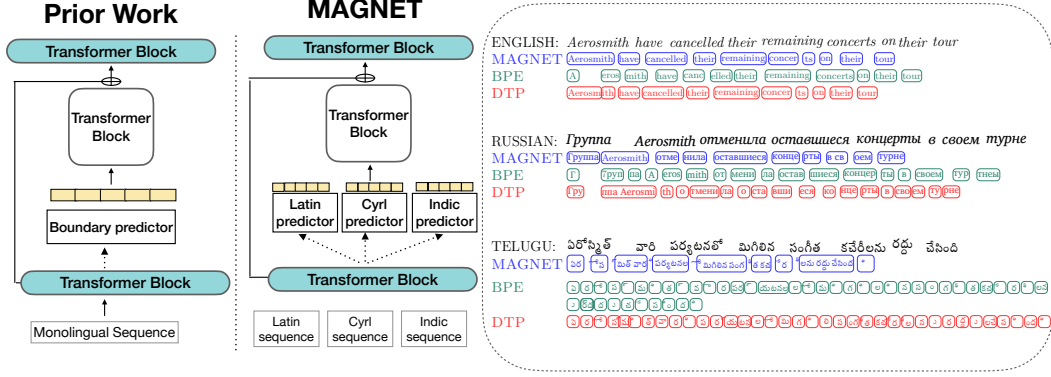 Prior Work
Transformer Block
Transformer Block
Boundary predictor
Transformer Block
Monolingual Sequence
MAGNET
Transformer Block
Transformer Block
Latin predictor
Cyrl predictor
Indic predictor
Transformer Block
Latin sequence
Cyrl sequence
Indic sequence
ENGLISH: Aerosmith have cancelled their remaining concerts on their tour
MAGNET Aerosmith have cancelled their remaining concer ts on their tour
BPE A eros mith have canc elled their remaining concerts on their tour
DTP Aerosm ith have cancelled their remaining concer ts on their tour
RUSSIAN: Группа Aerosmith отменила оставшиеся концерты в своем турне
MAGNET Группа Aerosmith отме нила оставшиеся конце рты в св оем турне
BPE Г руп па A eros mith от мени ла остав шиеся концер ты в своем тур тнеы
DTP Гру ппа Aerosmi th о тмени ла о ста вши еся ко нце рты в своем ту рне
TELUGU: ఏరోస్మిత్ వారి పర్యటనలో మిగిలిన సంగీత కచేరీలను రద్దు చేసింది
MAGNET
BPE
DTP